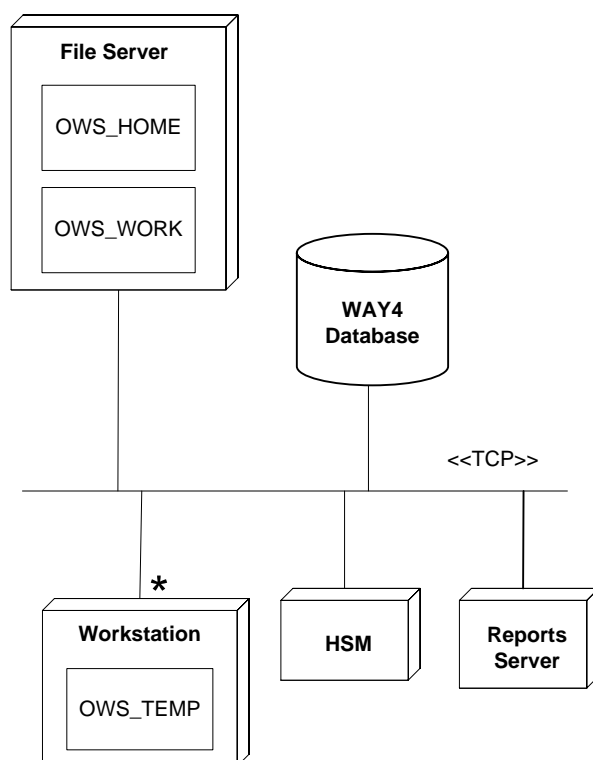 File Server
OWS_HOME
OWS_WORK
WAY4
Database
<<TCP>>
*
Workstation
OWS_TEMP
HSM
Reports
Server